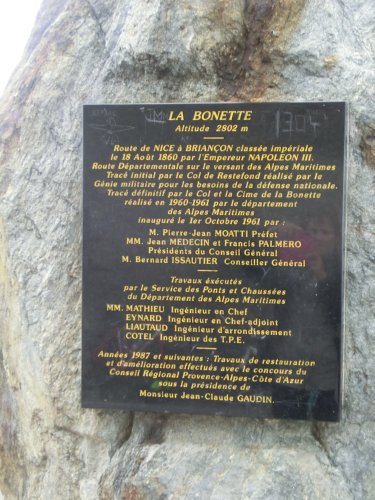 LA BONETTE
Altitude 2802 m
Route de NICE à BRIANÇON classée impériale
le 18 Août 1860 par l'Empereur NAPOLEON III.
Route Départementale sur le versant des Alpes Maritimes
Tracé initial par le Col de Restefond réalisé par le
Génie militaire pour les besoins de la défense nationale.
Tracé définitif par le Col et la Cime de la Bonette
réalisé en 1960-1961 par le département
des Alpes Maritimes
inauguré le 1er Octobre 1961 par :
M. Pierre-Jean MOATTI Préfet
MM. Jean MEDECIN et Francis PALMERO
Présidents du Conseil Général
M. Bernard ISSAUTIER Conseiller Général
Travaux éxécutés
par le Service des Ponts et Chaussées
du Département des Alpes Maritimes
MM. MATHIEU Ingénieur en Chef
EYNARD Ingénieur en Chef-adjoint
LIAUTAUD Ingénieur d'arrondissement
COTEL Ingénieur des T.P.E.
Années 1987 et suivantes : Travaux de restauration
et d'amélioration effectués avec le concours du
Conseil Régional Provence-Alpes-Côte d'Azur
sous la présidence de
Monsieur Jean-Claude GAUDIN.